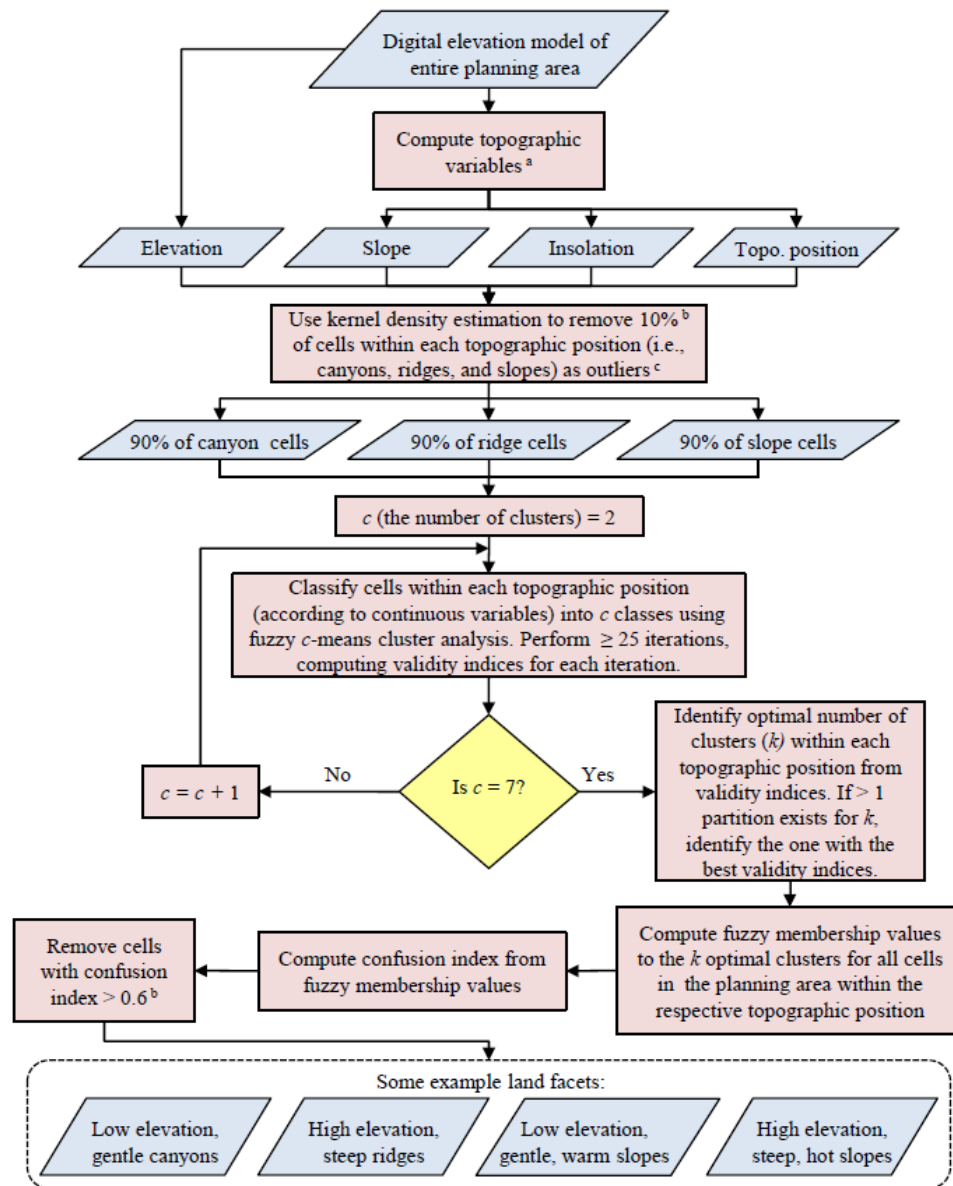 Digital elevation model of
entire planning area
Compute topographic
variables a
Elevation
Slope
Insolation
Topo. position
Use kernel density estimation to remove 10% b
of cells within each topographic position (i.e.,
canyons, ridges, and slopes) as outliers c
90% of canyon cells
90% of ridge cells
90% of slope cells
c (the number of clusters) = 2
Classify cells within each topographic position
(according to continuous variables) into c classes using
fuzzy c-means cluster analysis. Perform ≥ 25 iterations,
computing validity indices for each iteration.
Is c = 7?
No
Yes
c = c + 1
Identify optimal number of
clusters (k) within each
topographic position from
validity indices. If > 1
partition exists for k,
identify the one with the
best validity indices.
Compute fuzzy membership values
to the k optimal clusters for all cells
in the planning area within the
respective topographic position
Compute confusion index from
fuzzy membership values
Remove cells
with confusion
index > 0.6 b
Some example land facets:
Low elevation,
gentle canyons
High elevation,
steep ridges
Low elevation,
gentle, warm slopes
High elevation,
steep, hot slopes